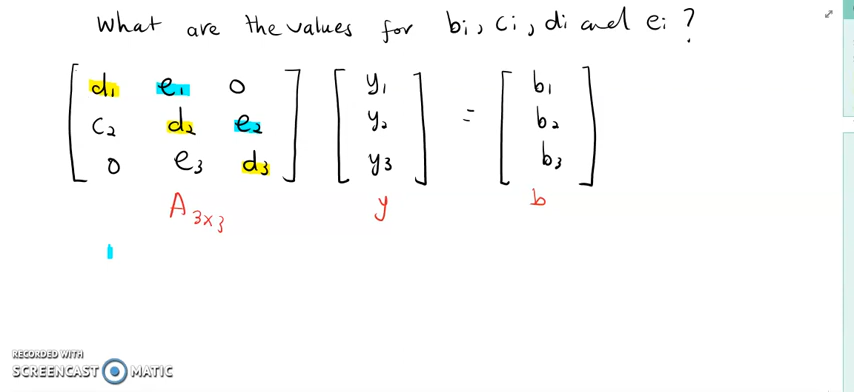 What are the values for bi, ci, di and ei ?
d1 e1 0 y1 = b1
c2 d2 e2 y2 b2
0 e3 d3 y3 b3
A3x3 y b
RECORDED WITH
SCREENCAST MATIC